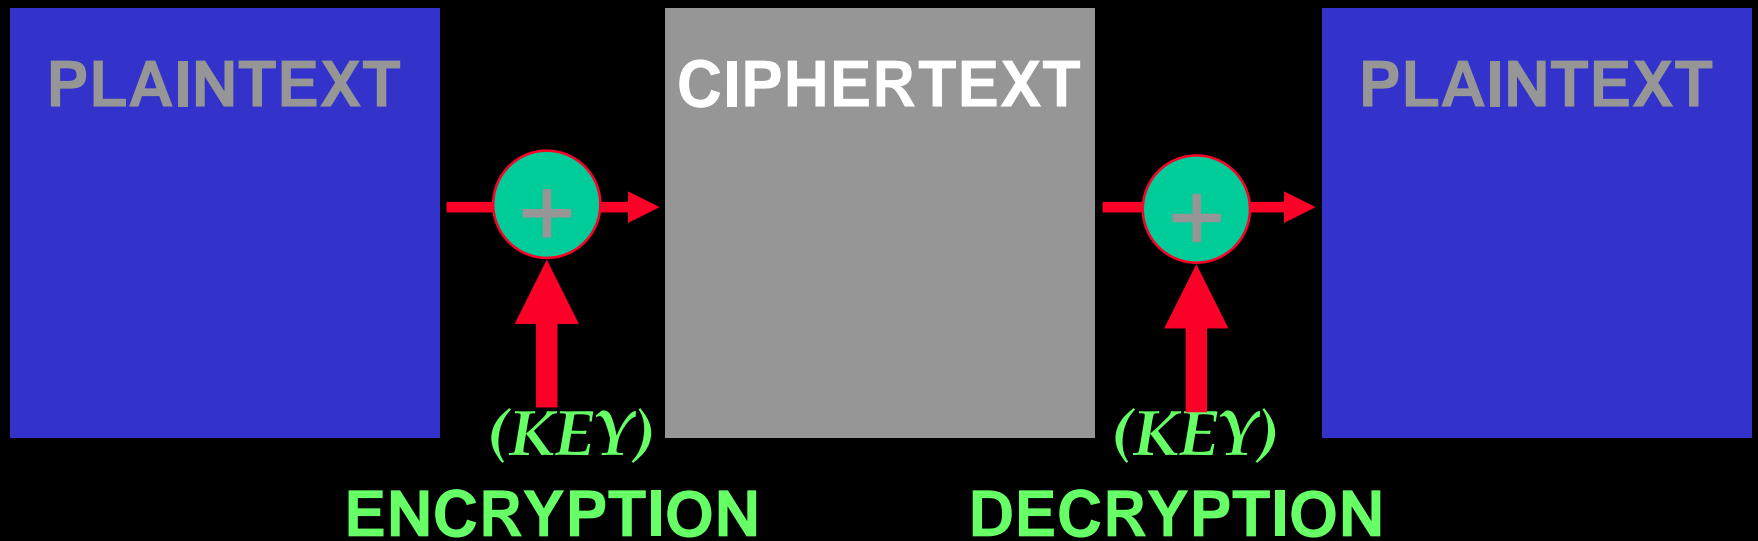 PLAINTEXT
CIPHERTEXT
PLAINTEXT
+
+
(KEY)
(KEY)
ENCRYPTION
DECRYPTION